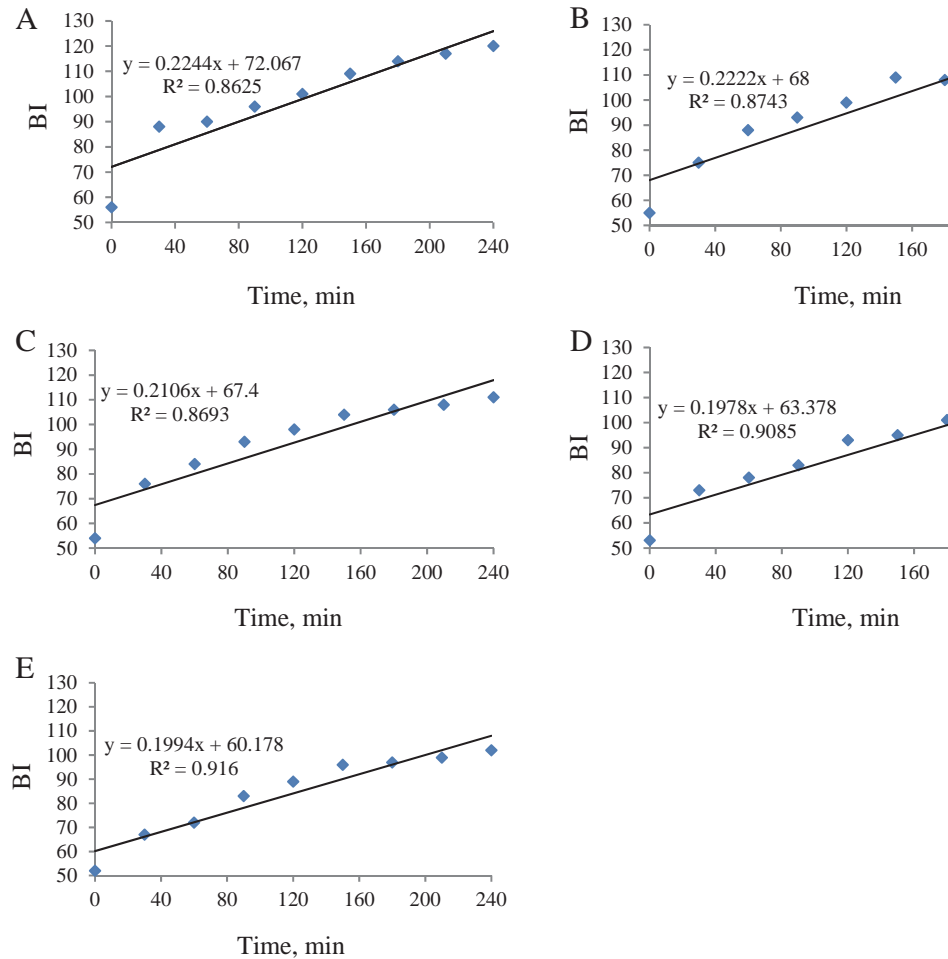 A
130
120
110
100
90
80
70
60
50
BI
y = 0.2244x + 72.067
R² = 0.8625
0 40 80 120 160 200 240
Time, min
B
130
120
110
100
90
80
70
60
50
BI
y = 0.2222x + 68
R² = 0.8743
0 40 80 120 160
Time, min
C
130
120
110
100
90
80
70
60
50
BI
y = 0.2106x + 67.4
R² = 0.8693
0 40 80 120 160 200 240
Time, min
D
130
120
110
100
90
80
70
60
50
BI
y = 0.1978x + 63.378
R² = 0.9085
0 40 80 120 160
Time, min
E
130
120
110
100
90
80
70
60
50
BI
y = 0.1994x + 60.178
R² = 0.916
0 40 80 120 160 200 240
Time, min